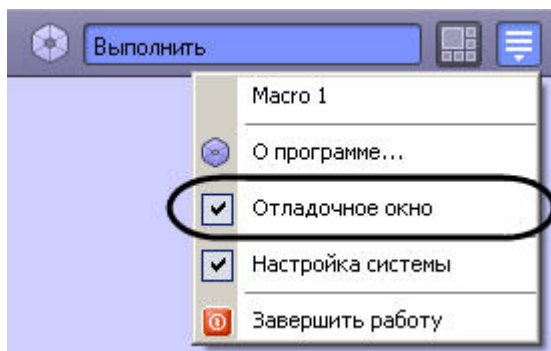 Выполнить
Macro 1
О программе...
Отладочное окно
Настройка системы
Завершить работу